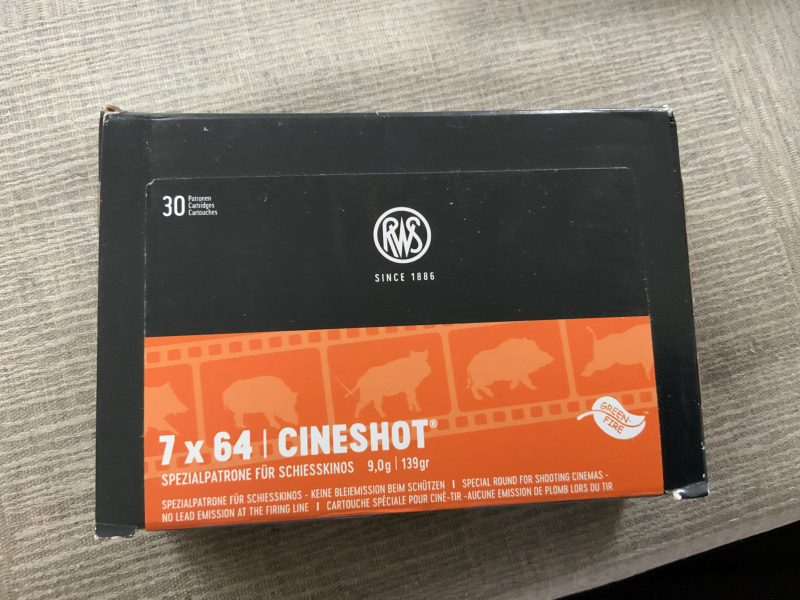 30 Patronen
Cartridges
Cartouches
RWS
SINCE 1886
7 x 64 | CINESHOT®
SPEZIALPATRONE FÜR SCHIESSKINOS 9,0g | 139gr
GREEN-
FIRE
SPEZIALPATRONE FÜR SCHIESSKINOS - KEINE BLEIEMISSION BEIM SCHÜTZEN | SPECIAL ROUND FOR SHOOTING CINEMAS -
NO LEAD EMISSION AT THE FIRING LINE | CARTOUCHE SPÉCIALE POUR CINÉ-TIR -AUCUNE EMISSION DE PLOMB LORS DU TIR